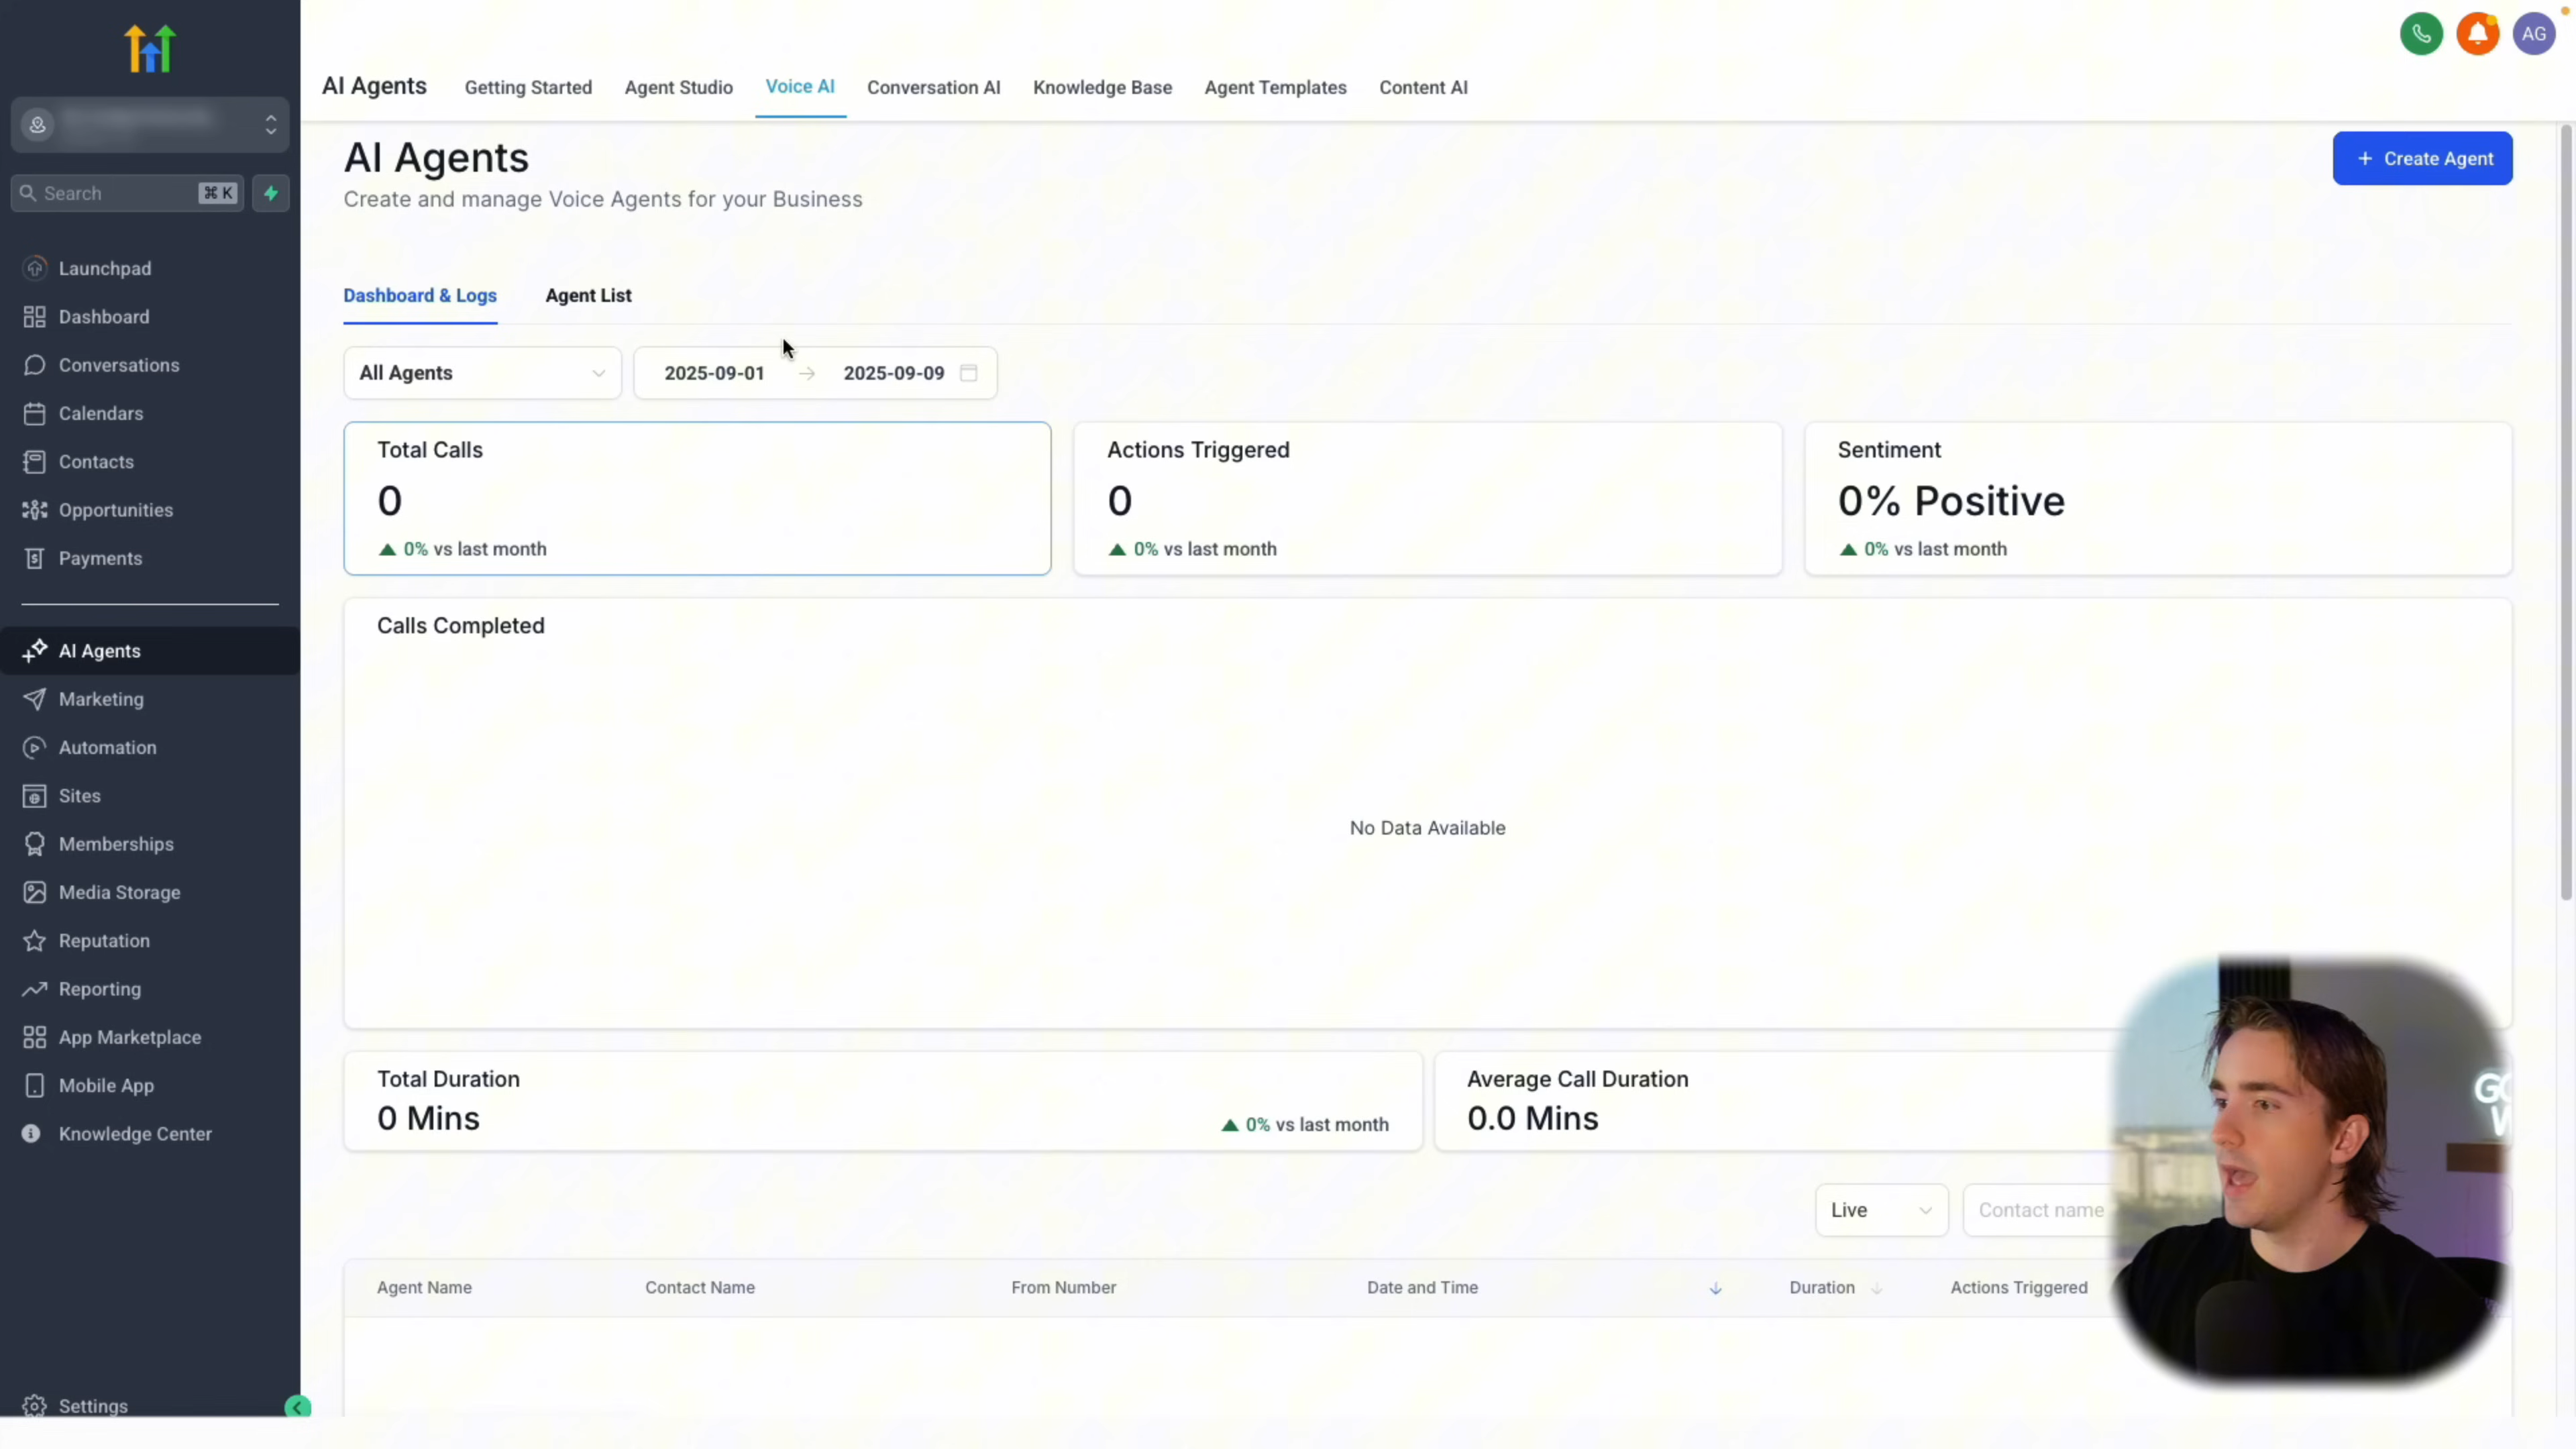 AG
AI Agents
Getting Started
Agent Studio
Voice AI
Conversation AI
Knowledge Base
Agent Templates
Content AI
Search
⌘ K
Launchpad
Dashboard
Conversations
Calendars
Contacts
Opportunities
Payments
AI Agents
Marketing
Automation
Sites
Memberships
Media Storage
Reputation
Reporting
App Marketplace
Mobile App
Knowledge Center
Settings
AI Agents
+ Create Agent
Create and manage Voice Agents for your Business
Dashboard & Logs
Agent List
All Agents
2025-09-01 → 2025-09-09
Total Calls
0
▲ 0% vs last month
Actions Triggered
0
▲ 0% vs last month
Sentiment
0% Positive
▲ 0% vs last month
Calls Completed
No Data Available
Total Duration
0 Mins
▲ 0% vs last month
Average Call Duration
0.0 Mins
Live
Contact name
Agent Name
Contact Name
From Number
Date and Time
Duration
Actions Triggered